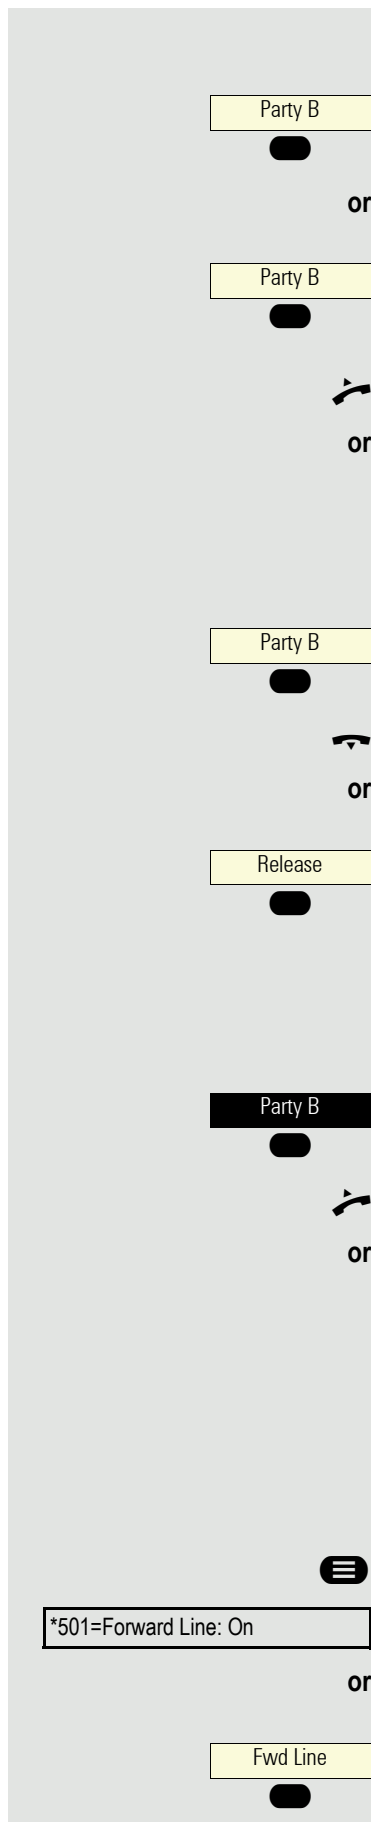 Party B
or
Party B
or
Party B
or
Release
Party B
or
*501=Forward Line: On
or
Fwd Line